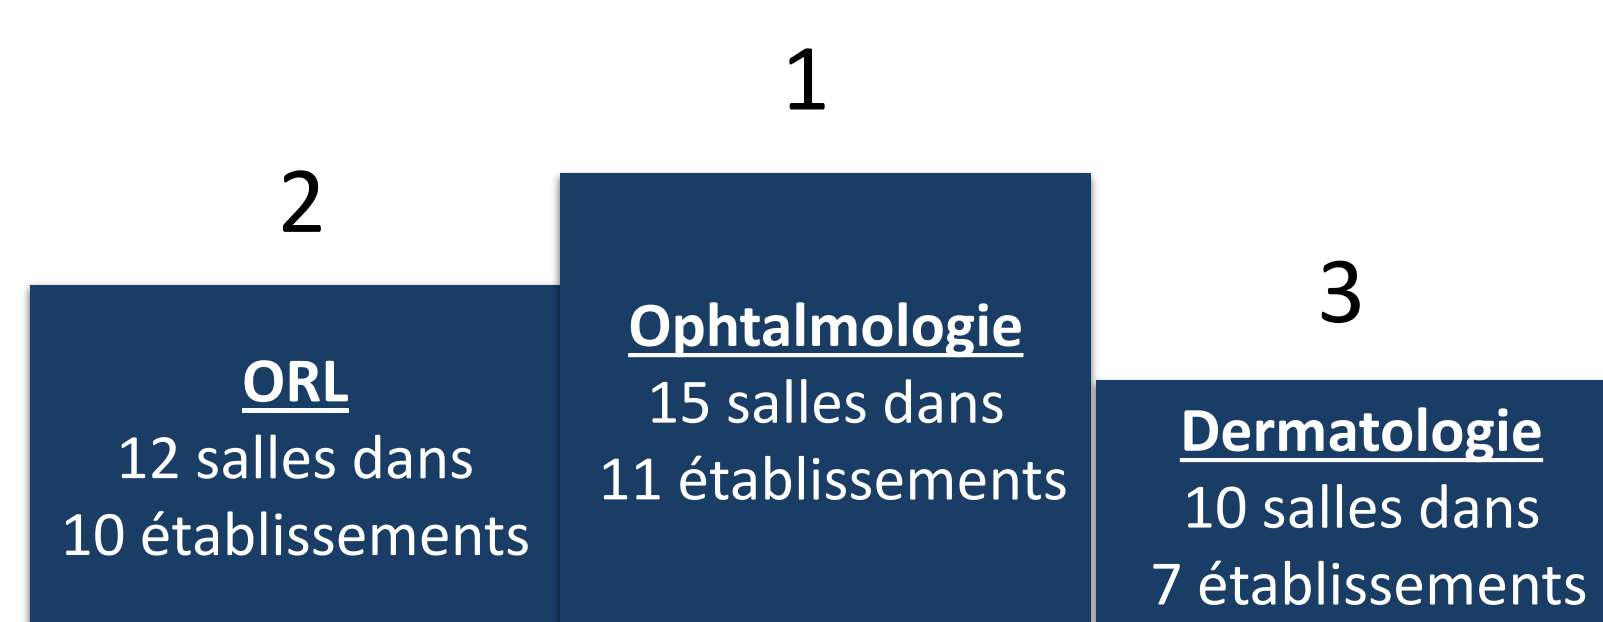 2
ORL
12 salles dans
10 établissements
1
Ophtalmologie
15 salles dans
11 établissements
3
Dermatologie
10 salles dans
7 établissements